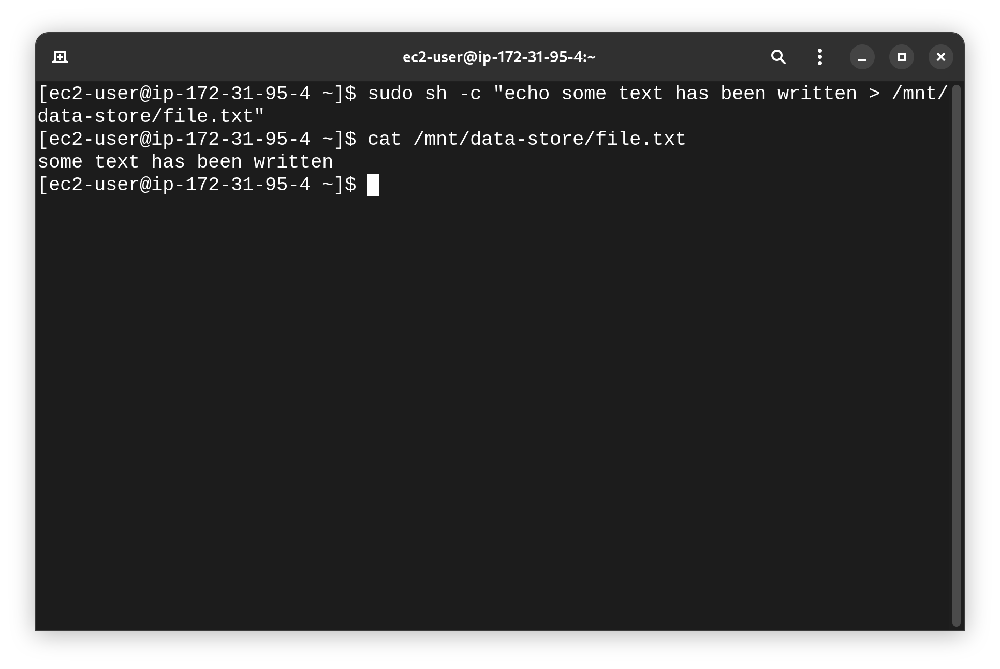 ec2-user@ip-172-31-95-4:~
[ec2-user@ip-172-31-95-4 ~]$ sudo sh -c "echo some text has been written > /mnt/
data-store/file.txt"
[ec2-user@ip-172-31-95-4 ~]$ cat /mnt/data-store/file.txt
some text has been written
[ec2-user@ip-172-31-95-4 ~]$